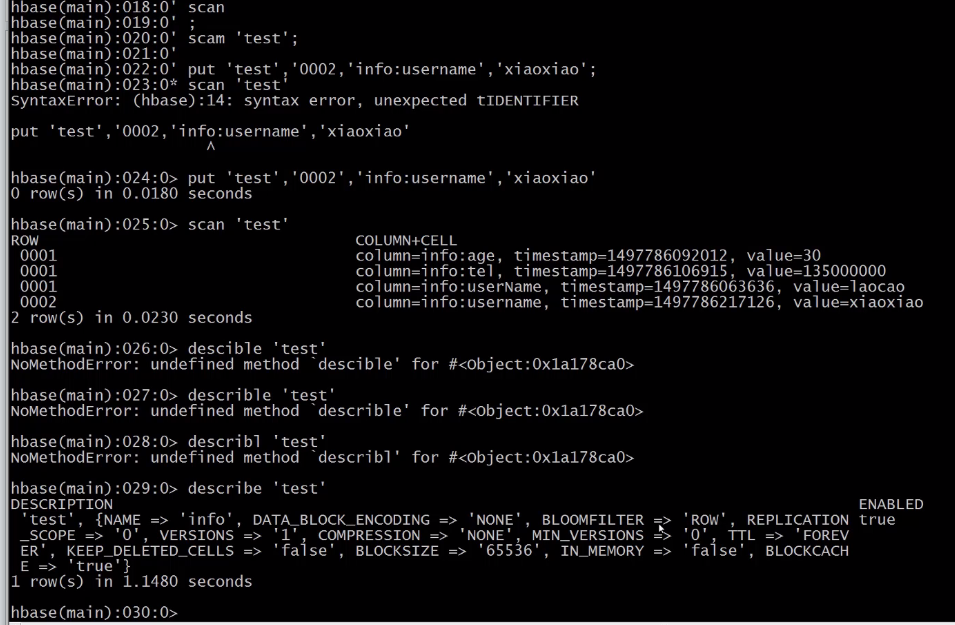 hbase(main):018:0' scan
hbase(main):019:0' ;
hbase(main):020:0' scam 'test';
hbase(main):021:0'
hbase(main):022:0' put 'test','0002,'info:username','xiaoxiao';
hbase(main):023:0* scan 'test'
SyntaxError: (hbase):14: syntax error, unexpected tIDENTIFIER
put 'test','0002,'info:username','xiaoxiao'
^
hbase(main):024:0> put 'test','0002','info:username','xiaoxiao'
0 row(s) in 0.0180 seconds
hbase(main):025:0> scan 'test'
ROW COLUMN+CELL
0001 column=info:age, timestamp=1497786092012, value=30
0001 column=info:tel, timestamp=1497786106915, value=135000000
0001 column=info:userName, timestamp=1497786063636, value=laocao
0002 column=info:username, timestamp=1497786217126, value=xiaoxiao
2 row(s) in 0.0230 seconds
hbase(main):026:0> descible 'test'
NoMethodError: undefined method `descible' for #<Object:0x1a178ca0>
hbase(main):027:0> describle 'test'
NoMethodError: undefined method `describle' for #<Object:0x1a178ca0>
hbase(main):028:0> describl 'test'
NoMethodError: undefined method `describl' for #<Object:0x1a178ca0>
hbase(main):029:0> describe 'test'
DESCRIPTION ENABLED
'test', {NAME => 'info', DATA_BLOCK_ENCODING => 'NONE', BLOOMFILTER => 'ROW', REPLICATION true
_SCOPE => '0', VERSIONS => '1', COMPRESSION => 'NONE', MIN_VERSIONS => '0', TTL => 'FOREV
ER', KEEP_DELETED_CELLS => 'false', BLOCKSIZE => '65536', IN_MEMORY => 'false', BLOCKCACH
E => 'true'}
1 row(s) in 1.1480 seconds
hbase(main):030:0>